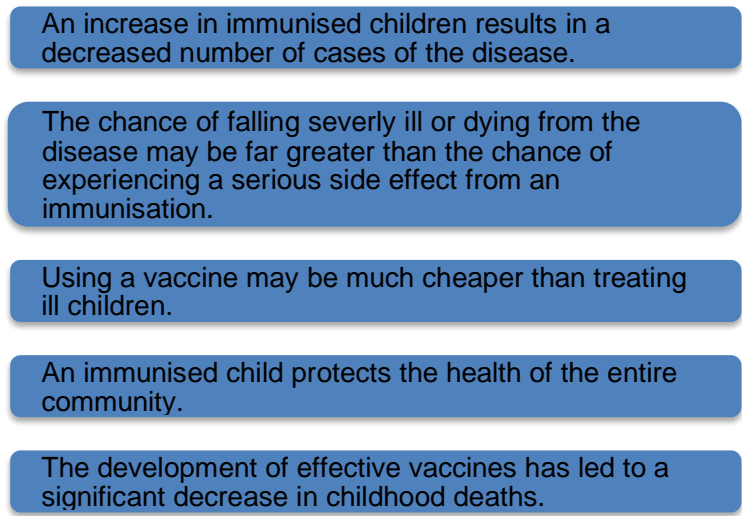 An increase in immunised children results in a
decreased number of cases of the disease.
The chance of falling severly ill or dying from the
disease may be far greater than the chance of
experiencing a serious side effect from an
immunisation.
Using a vaccine may be much cheaper than treating
ill children.
An immunised child protects the health of the entire
community.
The development of effective vaccines has led to a
significant decrease in childhood deaths.